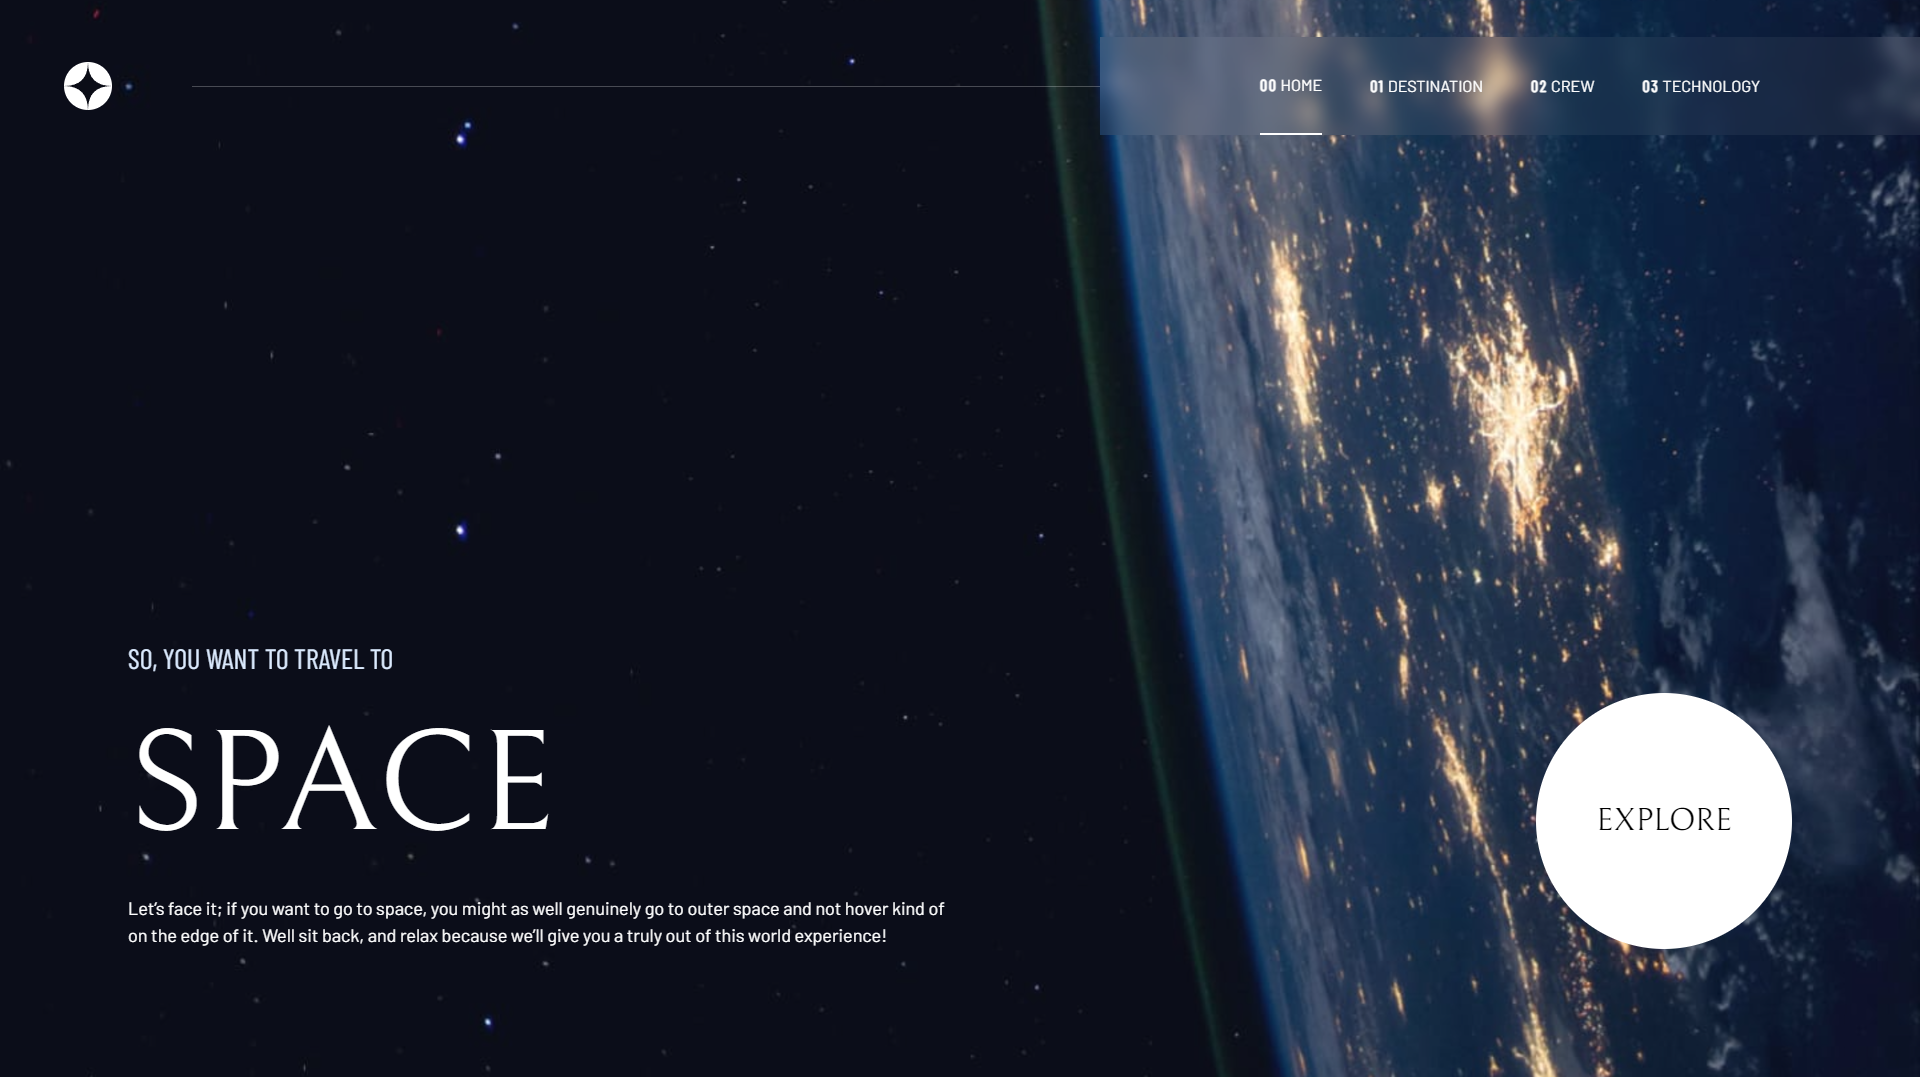 00 HOME 01 DESTINATION 02 CREW 03 TECHNOLOGY
SO, YOU WANT TO TRAVEL TO
SPACE
Let’s face it; if you want to go to space, you might as well genuinely go to outer space and not hover kind of
on the edge of it. Well sit back, and relax because we’ll give you a truly out of this world experience!
EXPLORE